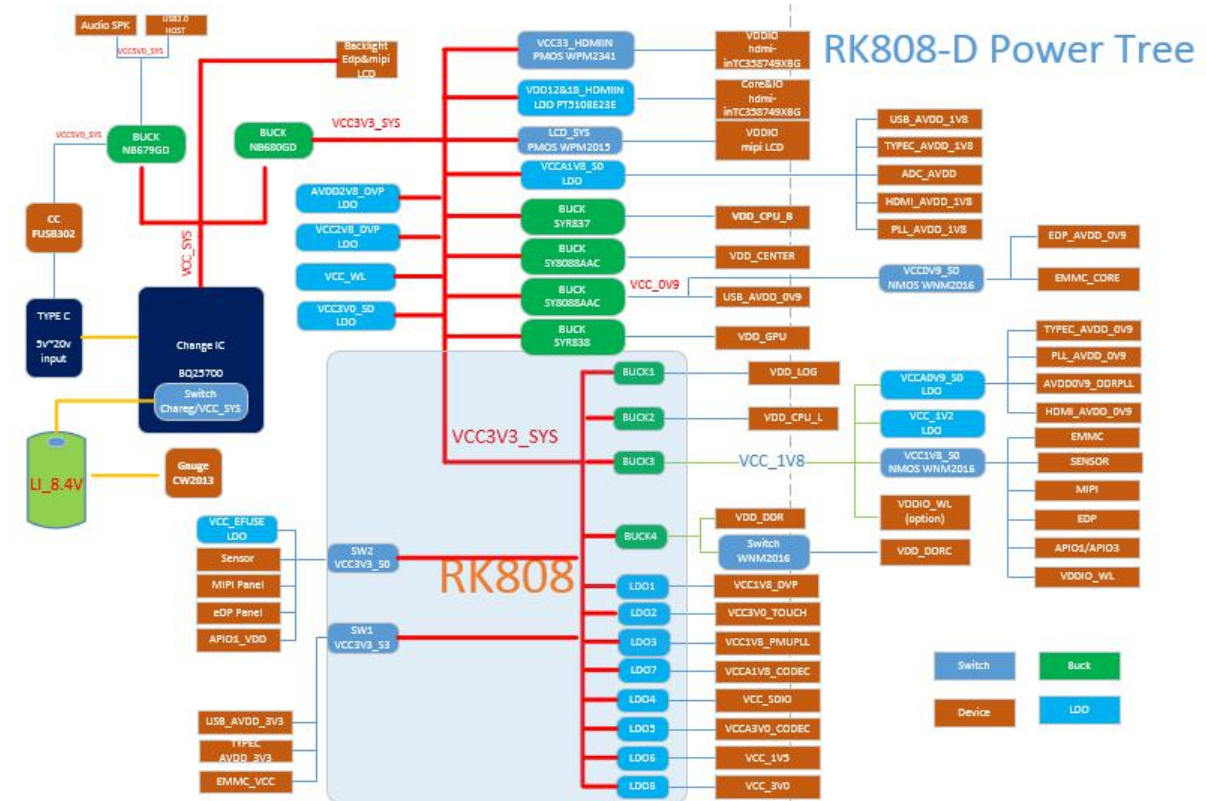 RK808-D Power Tree
Audio SPK
USB2.0
HOST
VCC5V0_SYS
Backlight
Edp&mipi
LCD
VCC5V0_SYS
BUCK
NB679GD
BUCK
NB680GD
VCC3V3_SYS
CC
FUSB302
VCC_SYS
TYPE C
5v~20v
input
Change IC
BQ25700
Switch
Chareg/VCC_SYS
LI_8.4V
Gauge
CW2013
AVDD2V8_DVP
LDO
VCC2V8_DVP
LDO
VCC_WL
VCC3V0_SD
LDO
VCC33_HDMIIN
PMOS WPM2341
VDDIO
hdmi-
inTC358749XBG
VDD12&18_HDMIIN
LDO PT5108E23E
Core&IO
hdmi-
inTC358749XBG
LCD_SYS
PMOS WPM2015
VDDIO
mipi LCD
VCCA1V8_S0
LDO
USB_AVDD_1V8
TYPEC_AVDD_1V8
ADC_AVDD
HDMI_AVDD_1V8
PLL_AVDD_1V8
BUCK
SYR837
VDD_CPU_B
BUCK
SY8088AAC
VDD_CENTER
BUCK
SY8088AAC
VCC_0V9
USB_AVDD_0V9
VCC0V9_S0
NMOS WNM2016
EDP_AVDD_0V9
EMMC_CORE
BUCK
SYR838
VDD_GPU
VCC3V3_SYS
RK808
BUCK1
VDD_LOG
BUCK2
VDD_CPU_L
BUCK3
VCC_1V8
VCCA0V9_S0
LDO
TYPEC_AVDD_0V9
PLL_AVDD_0V9
AVDD0V9_DDRPLL
HDMI_AVDD_0V9
VCC_1V2
LDO
VCC1V8_S0
NMOS WNM2016
EMMC
SENSOR
MIPI
EDP
APIO1/APIO3
VDDIO_WL
VDDIO_WL
(option)
BUCK4
VDD_DDR
Switch
WNM2016
VDD_DDRC
LDO1
VCC1V8_DVP
LDO2
VCC3V0_TOUCH
LDO3
VCC1V8_PMUPLL
LDO7
VCCA1V8_CODEC
LDO4
VCC_SDIO
LDO5
VCCA3V0_CODEC
LDO6
VCC_1V5
LDO8
VCC_3V0
SW2
VCC3V3_S0
VCC_EFUSE
LDO
Sensor
MIPI Panel
eDP Panel
APIO1_VDD
SW1
VCC3V3_S3
USB_AVDD_3V3
TYPEC
AVDD_3V3
EMMC_VCC
Switch
Buck
Device
LDO